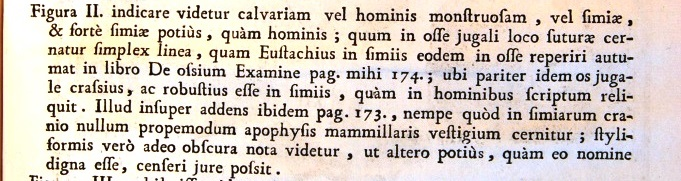 Figura II. indicare videtur calvariam vel hominis monſtruoſam , vel ſimiæ ,
& fortè ſimiæ potiùs , quàm hominis ; quum in oſſe jugali loco ſuturæ cer-
natur ſimplex linea , quam Euſtachius in ſimiis eodem in oſſe reperiri autu-
mat in libro De oſsium Examine pag. mihi 174. ; ubi pariter idem os juga-
le craſsius , ac robuſtius eſſe in ſimiis , quàm in hominibus ſcriptum reli-
quit . Illud inſuper addens ibidem pag. 173. , nempe quòd in ſimiarum cra-
nio nullum propemodum apophyſis mammillaris veſtigium cernitur ; ſtyli-
formis verò adeo obſcura nota videtur , ut altero potiùs , quàm eo nomine
digna eſſe , cenſeri jure poſsit .